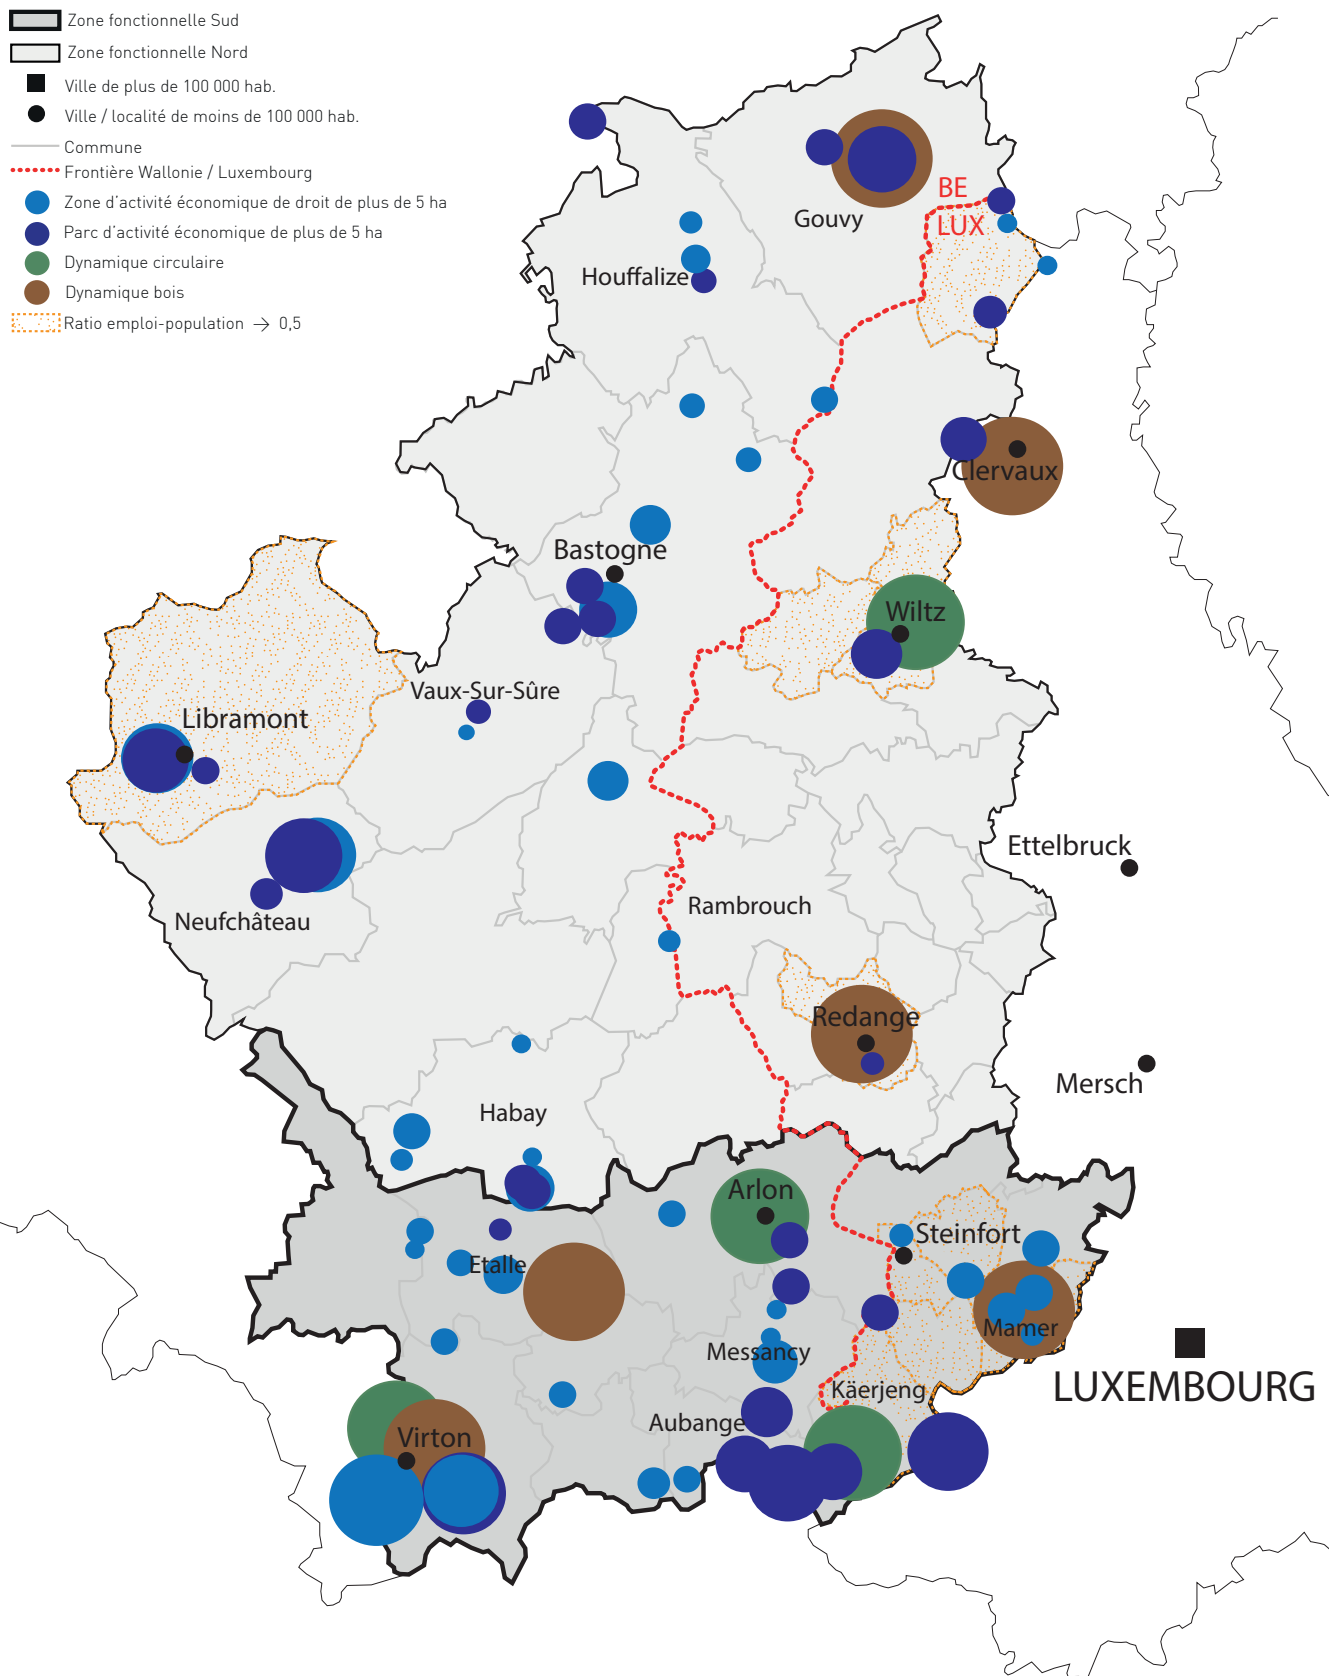 Zone fonctionnelle Sud
Zone fonctionnelle Nord
Ville de plus de 100 000 hab.
Ville / localité de moins de 100 000 hab.
Commune
Frontière Wallonie / Luxembourg
Zone d'activité économique de droit de plus de 5 ha
Parc d'activité économique de plus de 5 ha
Dynamique circulaire
Dynamique bois
Ratio emploi-population → 0,5
BE
LUX
Gouvy
Houffalize
Clervaux
Bastogne
Wiltz
Vaux-Sur-Sûre
Libramont
Ettelbruck
Rambrouch
Neufchâteau
Redange
Mersch
Habay
Arlon
Steinfort
Etalle
Mamer
Messancy
LUXEMBOURG
Käerjeng
Aubange
Virton